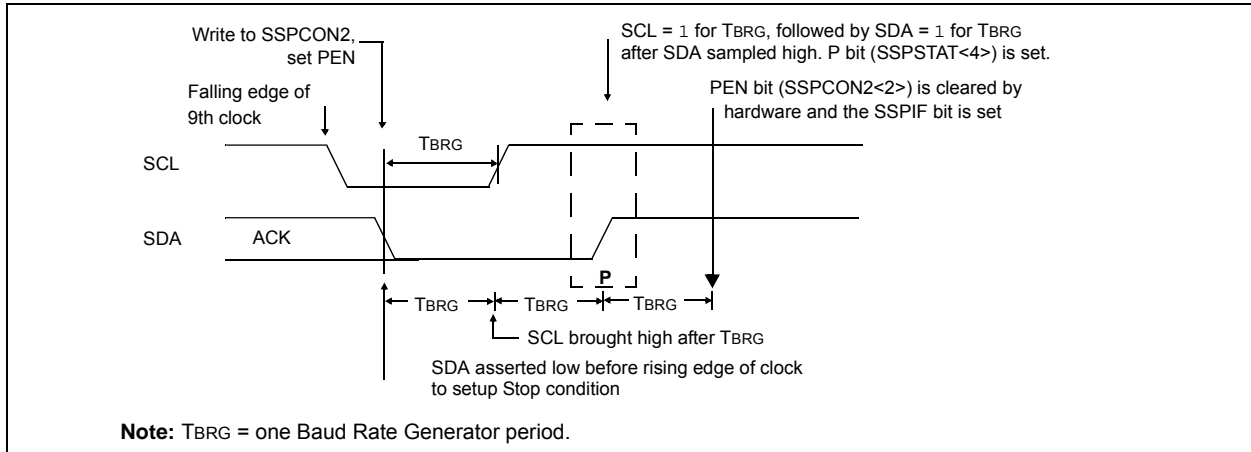 Write to SSPCON2,
set PEN
SCL = 1 for TBRG, followed by SDA = 1 for TBRG
after SDA sampled high. P bit (SSPSTAT<4>) is set.
Falling edge of
9th clock
PEN bit (SSPCON2<2>) is cleared by
hardware and the SSPIF bit is set
TBRG
SCL
SDA
ACK
P
TBRG
TBRG
TBRG
SCL brought high after TBRG
SDA asserted low before rising edge of clock
to setup Stop condition
Note: TBRG = one Baud Rate Generator period.